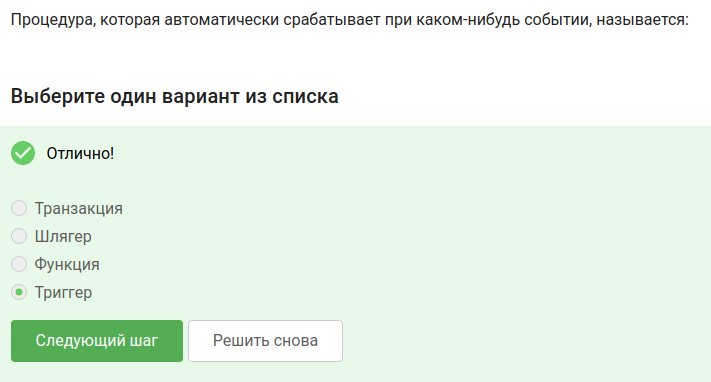 Процедура, которая автоматически срабатывает при каком-нибудь событии, называется:
Выберите один вариант из списка
Отлично!
Транзакция
Шлягер
Функция
Триггер
Следующий шаг
Решить снова